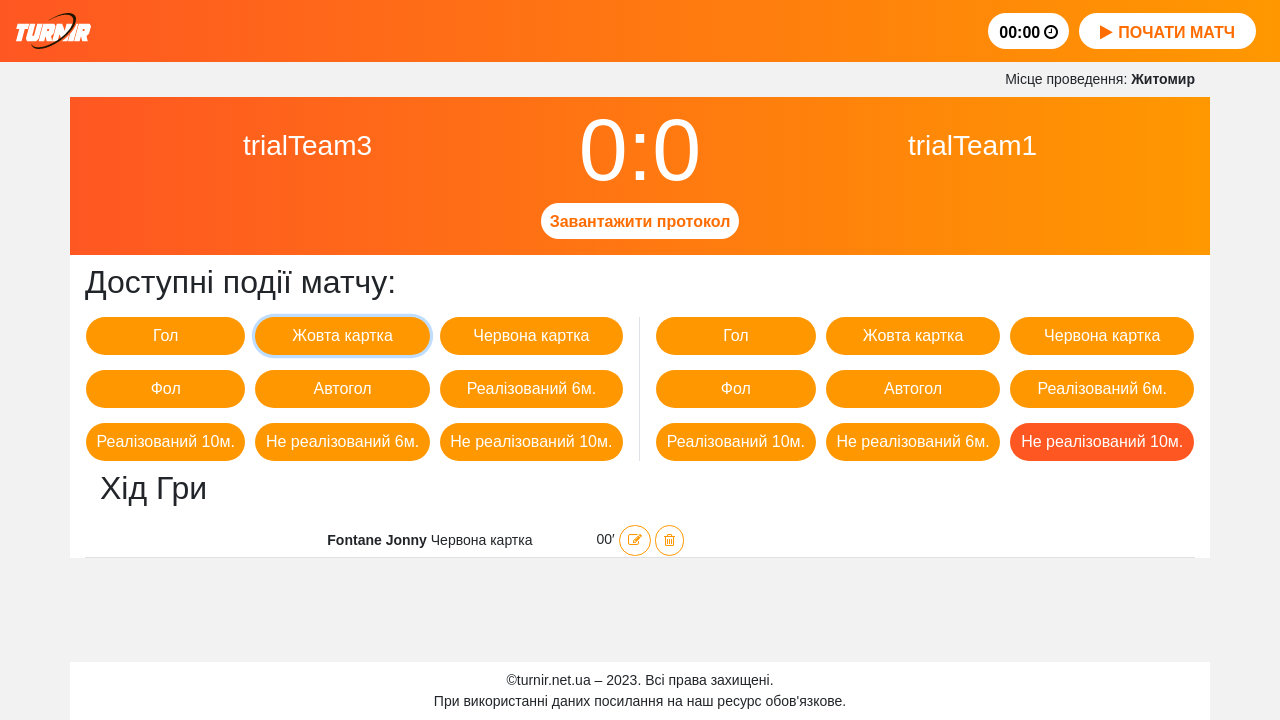 TURNIR
00:00
ПОЧАТИ МАТЧ
Місце проведення: Житомир
trialTeam3
0:0
trialTeam1
Завантажити протокол
Доступні події матчу:
Гол Жовта картка Червона картка Гол Жовта картка Червона картка
Фол Автогол Реалізований 6м. Фол Автогол Реалізований 6м.
Реалізований 10м. Не реалізований 6м. Не реалізований 10м. Реалізований 10м. Не реалізований 6м. Не реалізований 10м.
Хід Гри
Fontane Jonny Червона картка 00′
©turnir.net.ua – 2023. Всі права захищені.
При використанні даних посилання на наш ресурс обов'язкове.